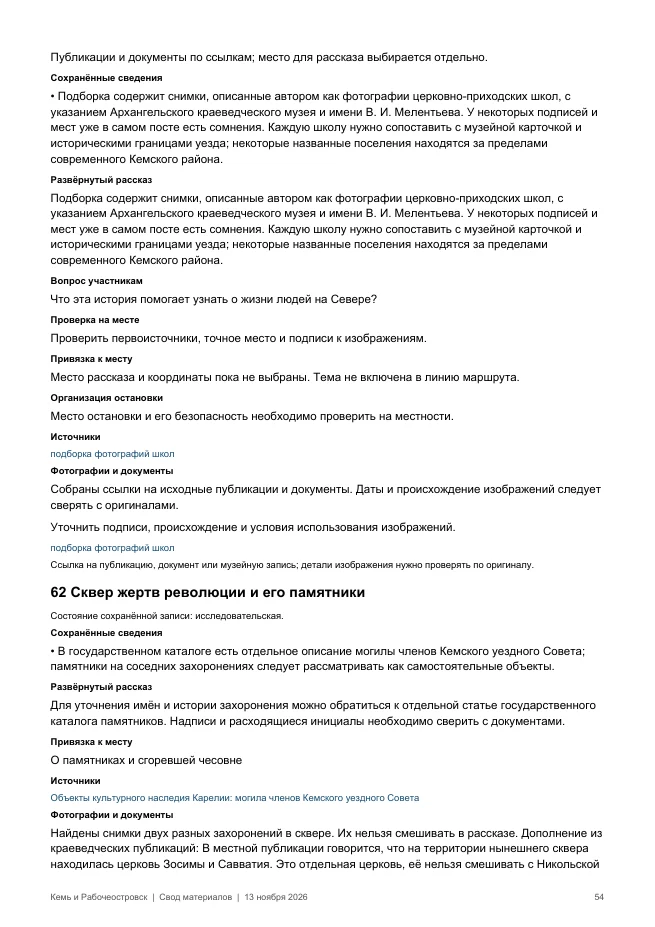 Публикации и документы по ссылкам; место для рассказа выбирается отдельно.
Сохранённые сведения
• Подборка содержит снимки, описанные автором как фотографии церковно-приходских школ, с
указанием Архангельского краеведческого музея и имени В. И. Мелентьева. У некоторых подписей и
мест уже в самом посте есть сомнения. Каждую школу нужно сопоставить с музейной карточкой и
историческими границами уезда; некоторые названные поселения находятся за пределами
современного Кемского района.
Развёрнутый рассказ
Подборка содержит снимки, описанные автором как фотографии церковно-приходских школ, с
указанием Архангельского краеведческого музея и имени В. И. Мелентьева. У некоторых подписей и
мест уже в самом посте есть сомнения. Каждую школу нужно сопоставить с музейной карточкой и
историческими границами уезда; некоторые названные поселения находятся за пределами
современного Кемского района.
Вопрос участникам
Что эта история помогает узнать о жизни людей на Севере?
Проверка на месте
Проверить первоисточники, точное место и подписи к изображениям.
Привязка к месту
Место рассказа и координаты пока не выбраны. Тема не включена в линию маршрута.
Организация остановки
Место остановки и его безопасность необходимо проверить на местности.
Источники
подборка фотографий школ
Фотографии и документы
Собраны ссылки на исходные публикации и документы. Даты и происхождение изображений следует
сверять с оригиналами.
Уточнить подписи, происхождение и условия использования изображений.
подборка фотографий школ
Ссылка на публикацию, документ или музейную запись; детали изображения нужно проверять по оригиналу.
62 Сквер жертв революции и его памятники
Состояние сохранённой записи: исследовательская.
Сохранённые сведения
• В государственном каталоге есть отдельное описание могилы членов Кемского уездного Совета;
памятники на соседних захоронениях следует рассматривать как самостоятельные объекты.
Развёрнутый рассказ
Для уточнения имён и истории захоронения можно обратиться к отдельной статье государственного
каталога памятников. Надписи и расходящиеся инициалы необходимо сверить с документами.
Привязка к месту
О памятниках и сгоревшей часовне
Источники
Объекты культурного наследия Карелии: могила членов Кемского уездного Совета
Фотографии и документы
Найдены снимки двух разных захоронений в сквере. Их нельзя смешивать в рассказе. Дополнение из
краеведческих публикаций: В местной публикации говорится, что на территории нынешнего сквера
находилась церковь Зосимы и Савватия. Это отдельная церковь, её нельзя смешивать с Никольской
Кемь и Рабочеостровск | Свод материалов | 13 ноября 2026
54